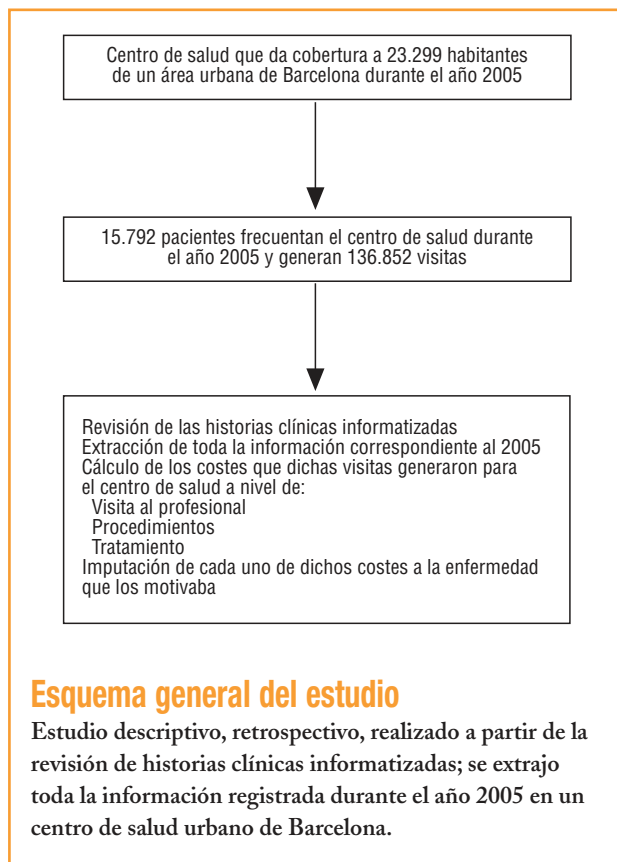 Centro de salud que da cobertura a 23.299 habitantes
de un área urbana de Barcelona durante el año 2005
15.792 pacientes frecuentan el centro de salud durante
el año 2005 y generan 136.852 visitas
Revisión de las historias clínicas informatizadas
Extracción de toda la información correspondiente al 2005
Cálculo de los costes que dichas visitas generaron para
el centro de salud a nivel de:
Visita al profesional
Procedimientos
Tratamiento
Imputación de cada uno de dichos costes a la enfermedad
que los motivaba
Esquema general del estudio
Estudio descriptivo, retrospectivo, realizado a partir de la
revisión de historias clínicas informatizadas; se extrajo
toda la información registrada durante el año 2005 en un
centro de salud urbano de Barcelona.